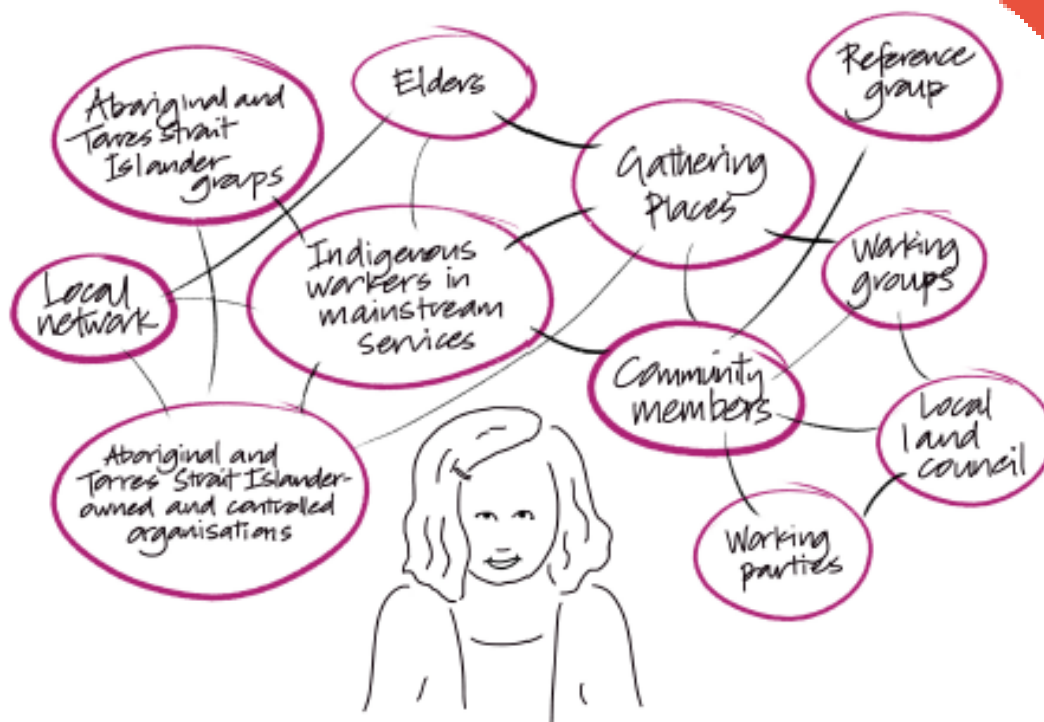 Aboriginal and
Torres Strait
Islander
groups
Elders
Reference
group
Gathering
Places
Indigenous
workers in
mainstream
services
Working
groups
Local
network
Community
members
Local
land
council
Aboriginal and
Torres Strait Islander-
owned and controlled
organisations
Working
parties